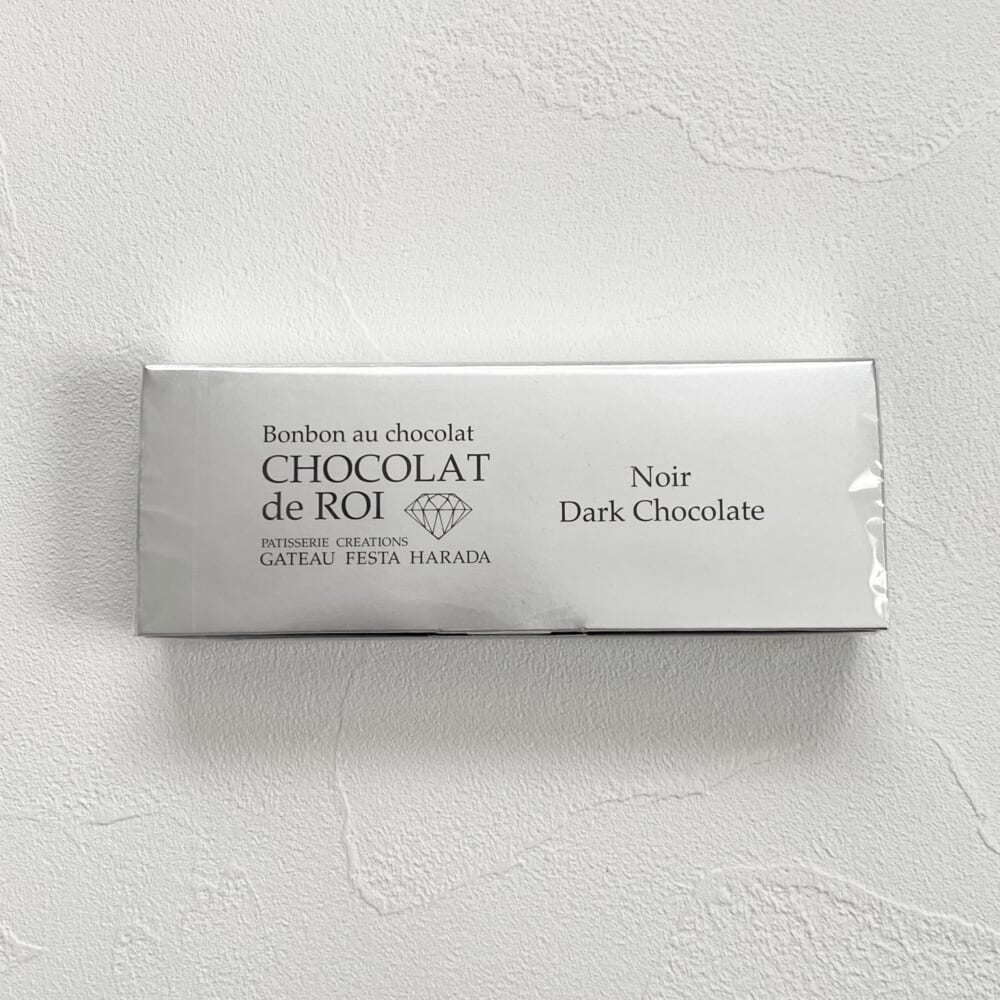 Bonbon au chocolat
CHOCOLAT
de ROI
PATISSERIE CREATIONS
GATEAU FESTA HARADA
Noir
Dark Chocolate